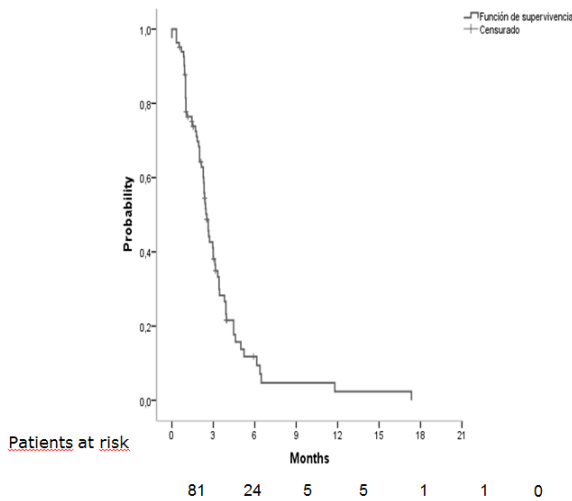 Función de supervivencia
Censurado
1,0
0,8
0,6
0,4
0,2
0,0
Probability
0 3 6 9 12 15 18 21
Months
Patients at risk
81 24 5 5 1 1 0